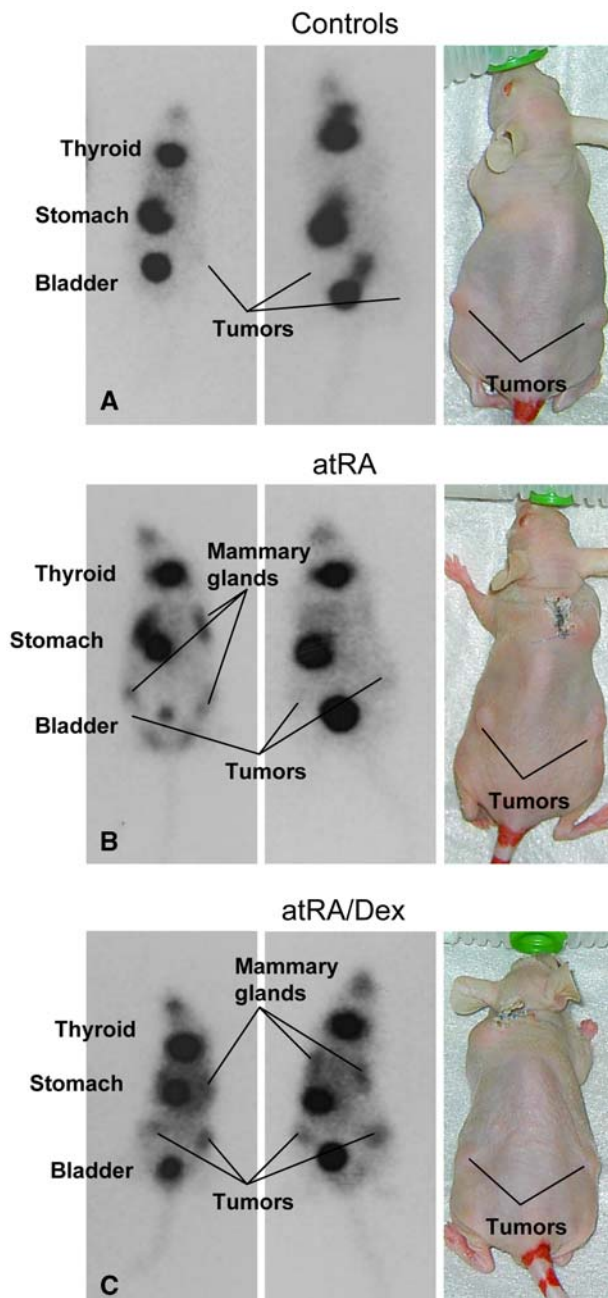 Controls
Thyroid
Stomach
Bladder
Tumors
Tumors
A
atRA
Mammary
glands
Thyroid
Stomach
Bladder
Tumors
Tumors
B
atRA/Dex
Mammary
glands
Thyroid
Stomach
Bladder
Tumors
Tumors
C